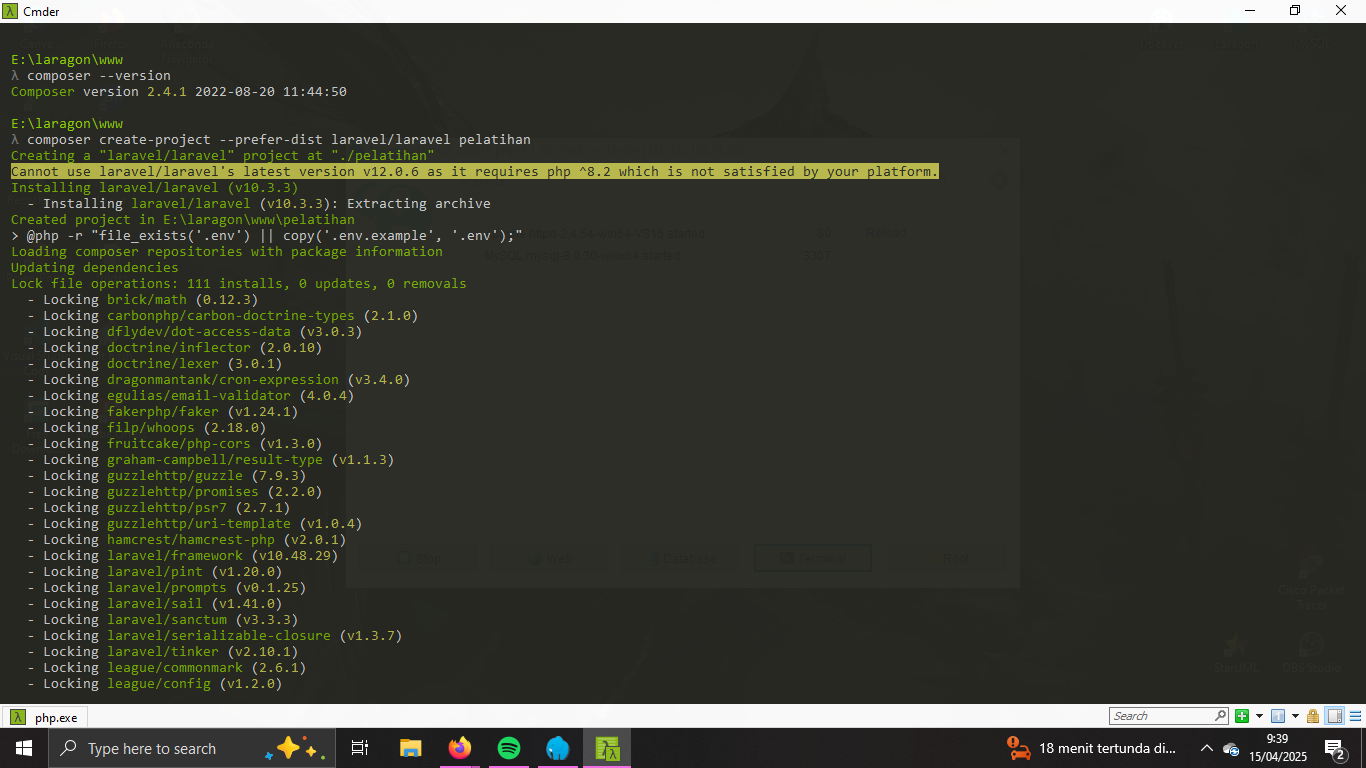 Cmder
E:\laragon\www
λ composer --version
Composer version 2.4.1 2022-08-20 11:44:50
E:\laragon\www
λ composer create-project --prefer-dist laravel/laravel pelatihan
Creating a "laravel/laravel" project at "./pelatihan"
Cannot use laravel/laravel's latest version v12.0.6 as it requires php ^8.2 which is not satisfied by your platform.
Installing laravel/laravel (v10.3.3)
- Installing laravel/laravel (v10.3.3): Extracting archive
Created project in E:\laragon\www\pelatihan
> @php -r "file_exists('.env') || copy('.env.example', '.env');"
Loading composer repositories with package information
Updating dependencies
Lock file operations: 111 installs, 0 updates, 0 removals
- Locking brick/math (0.12.3)
- Locking carbonphp/carbon-doctrine-types (2.1.0)
- Locking dflydev/dot-access-data (v3.0.3)
- Locking doctrine/inflector (2.0.10)
- Locking doctrine/lexer (3.0.1)
- Locking dragonmantank/cron-expression (v3.4.0)
- Locking egulias/email-validator (4.0.4)
- Locking fakerphp/faker (v1.24.1)
- Locking filp/whoops (2.18.0)
- Locking fruitcake/php-cors (v1.3.0)
- Locking graham-campbell/result-type (v1.1.3)
- Locking guzzlehttp/guzzle (7.9.3)
- Locking guzzlehttp/promises (2.2.0)
- Locking guzzlehttp/psr7 (2.7.1)
- Locking guzzlehttp/uri-template (v1.0.4)
- Locking hamcrest/hamcrest-php (v2.0.1)
- Locking laravel/framework (v10.48.29)
- Locking laravel/pint (v1.20.0)
- Locking laravel/prompts (v0.1.25)
- Locking laravel/sail (v1.41.0)
- Locking laravel/sanctum (v3.3.3)
- Locking laravel/serializable-closure (v1.3.7)
- Locking laravel/tinker (v2.10.1)
- Locking league/commonmark (2.6.1)
- Locking league/config (v1.2.0)
Database
Terminal
StarUML
OBS Studio
php.exe
Search
Type here to search
18 menit tertunda di...
9:39
15/04/2025
2